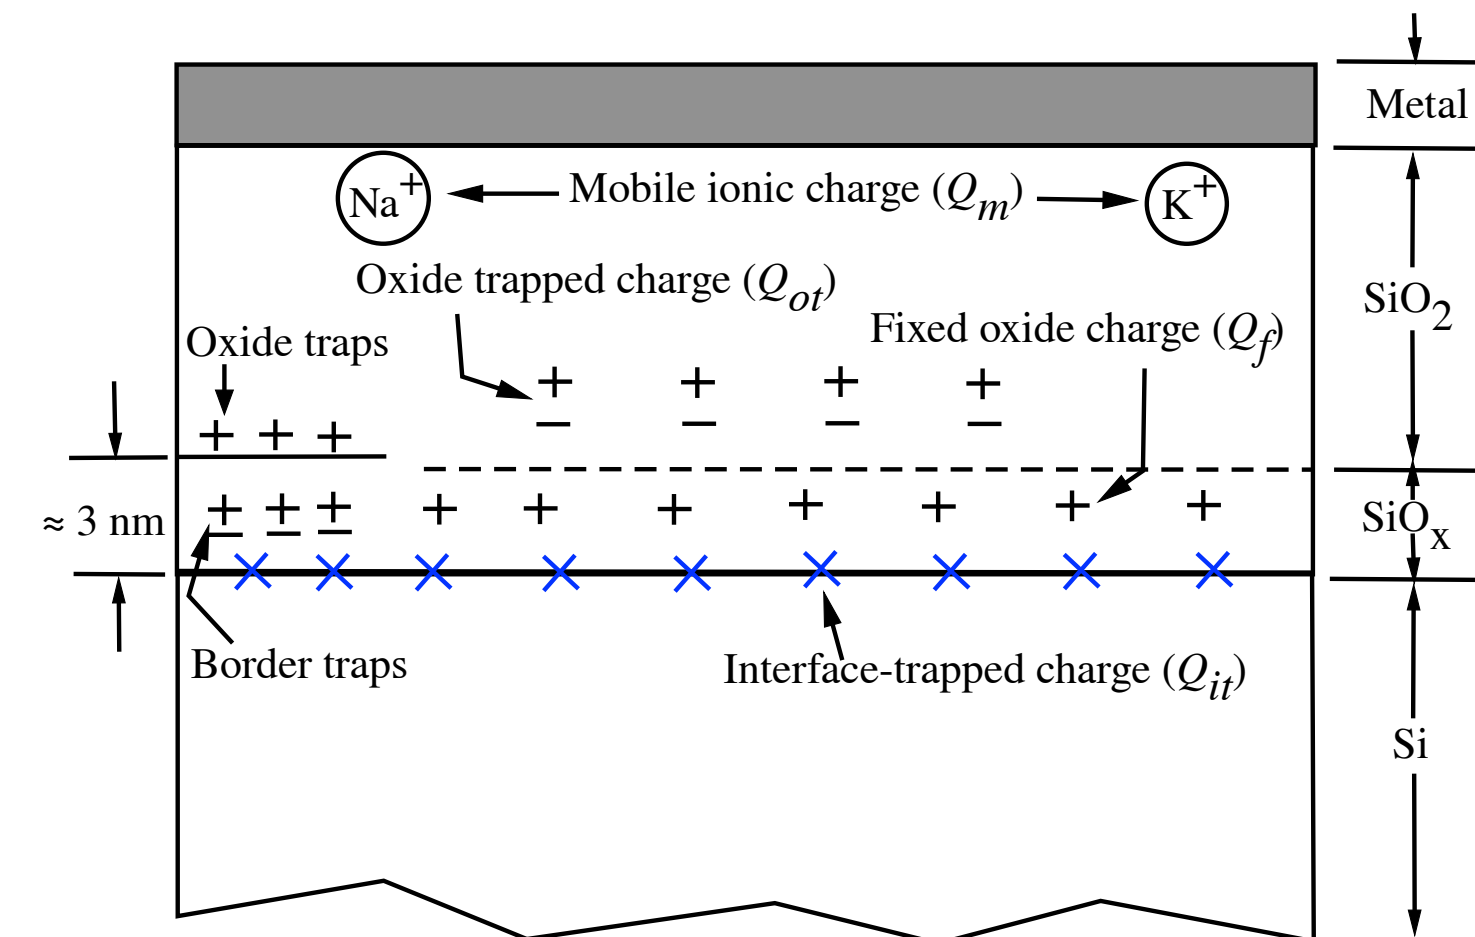 Metal
Na+
Mobile ionic charge (Qm)
K+
Oxide trapped charge (Qot)
SiO2
Fixed oxide charge (Qf)
Oxide traps
+ + + +
− − − −
+ + +
≈ 3 nm
± ± ± + + + + + + +
SiOx
Border traps
Interface-trapped charge (Qit)
Si